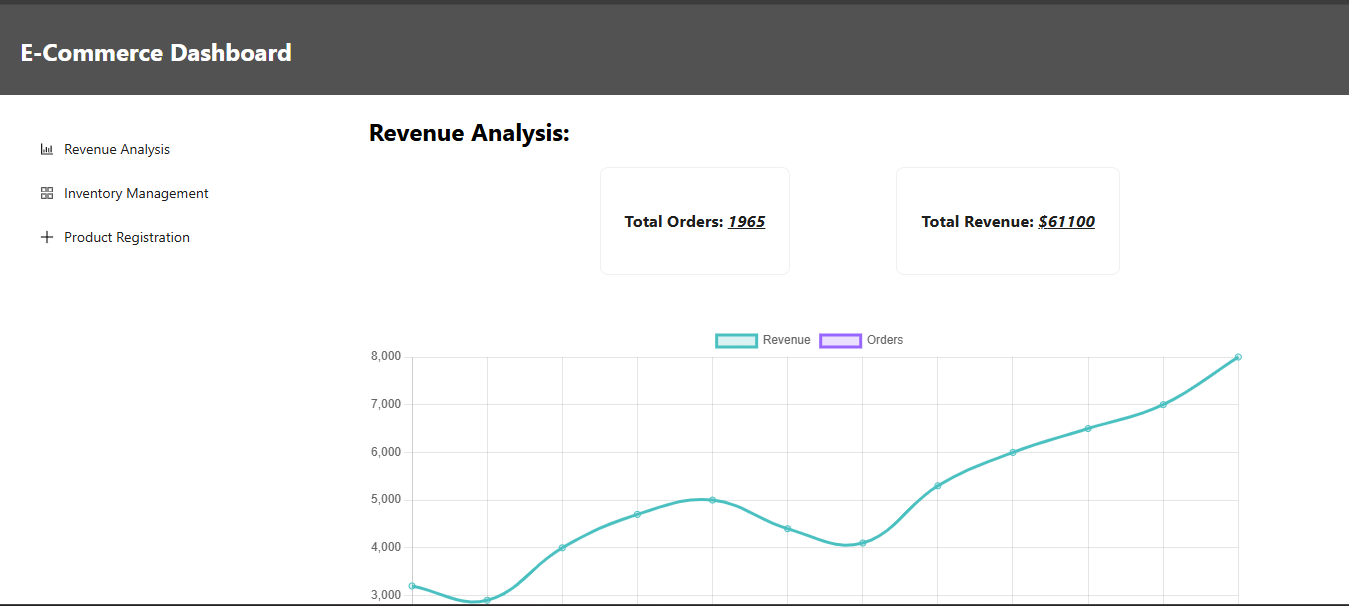 E-Commerce Dashboard
Revenue Analysis
Inventory Management
Product Registration
Revenue Analysis:
Total Orders: 1965
Total Revenue: $61100
Revenue Orders
8,000
7,000
6,000
5,000
4,000
3,000